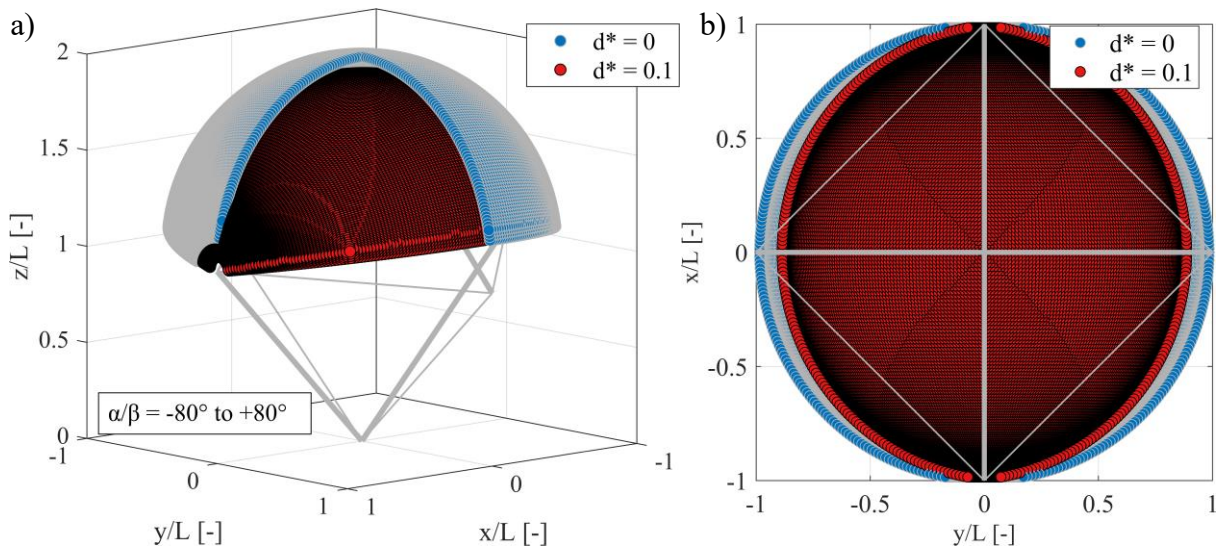 a)
d* = 0
d* = 0.1
2
1.5
1
0.5
0
z/L [-]
α/β = -80° to +80°
-1
0
1
y/L [-]
1
0
-1
x/L [-]
b)
d* = 0
d* = 0.1
1
0.5
0
-0.5
-1
x/L [-]
-1
-0.5
0
0.5
1
y/L [-]